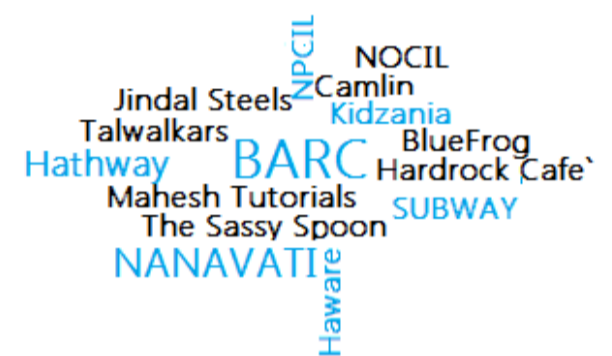 NPCIL
NOCIL
Camlin
Jindal Steels
Kidzania
Talwalkars
BlueFrog
Hathway
BARC
Hardrock Cafe`
Mahesh Tutorials
SUBWAY
The Sassy Spoon
NANAVATI
Haware